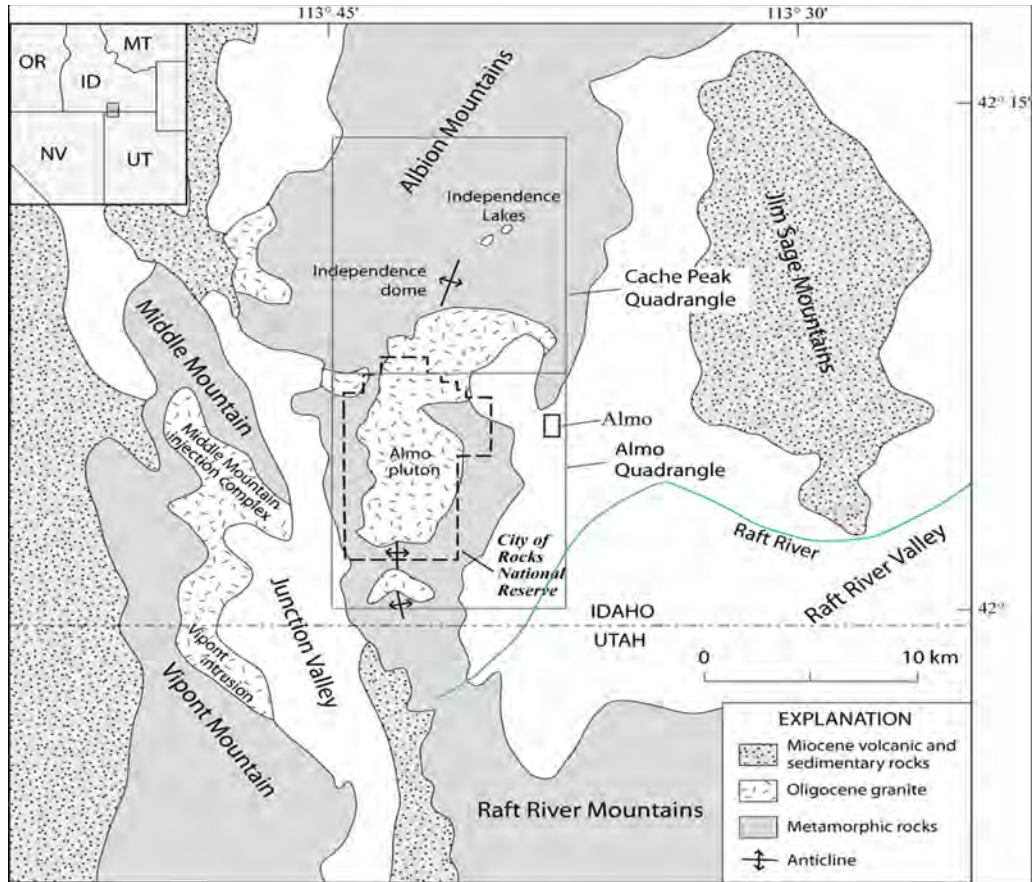 113° 45'
113° 30'
OR
MT
ID
NV
UT
42° 15'
Albion Mountains
Independence
Lakes
Independence
dome
Cache Peak
Quadrangle
Jim Sage Mountains
Middle Mountain
Almo
Almo
pluton
Almo
Quadrangle
Middle Mountain
injection complex
City of
Rocks
National
Reserve
Raft River
Raft River Valley
Junction Valley
42°
IDAHO
UTAH
Vipont
intrusion
Vipont Mountain
0
10 km
Raft River Mountains
EXPLANATION
Miocene volcanic and
sedimentary rocks
Oligocene granite
Metamorphic rocks
Anticline